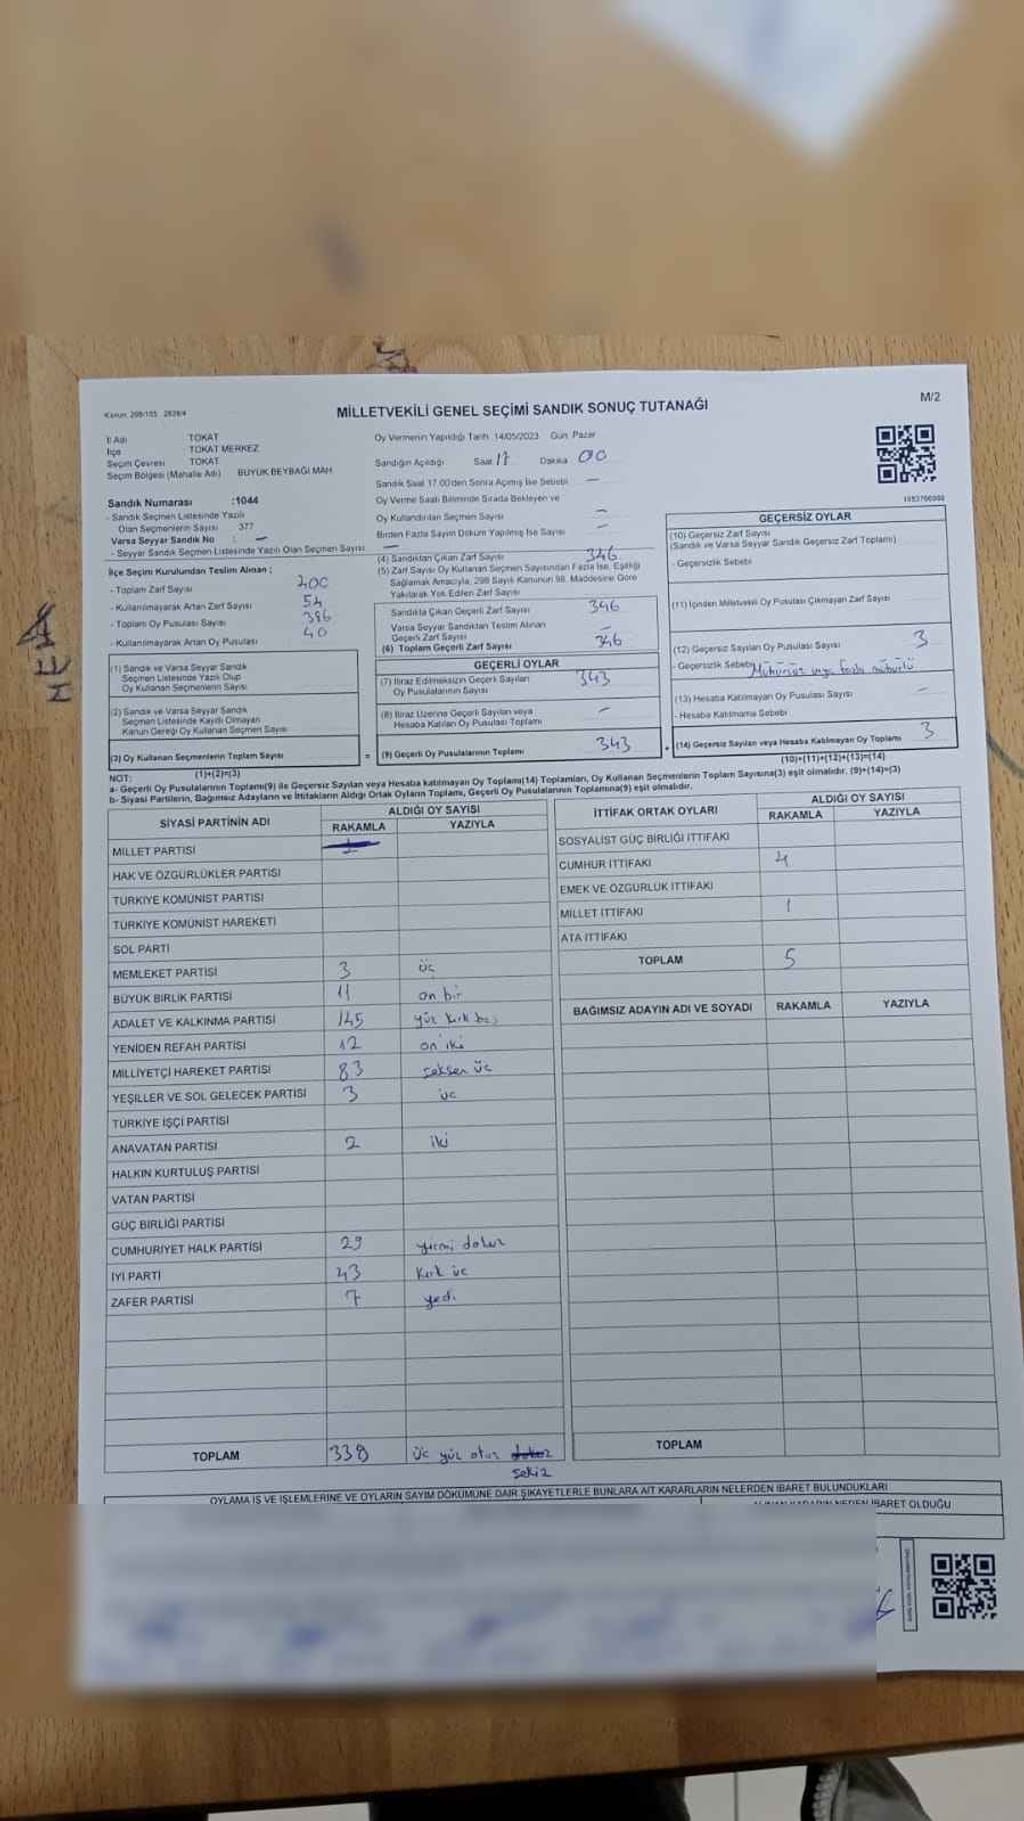 Kanun: 298/105 2839/4
MİLLETVEKİLİ GENEL SEÇİMİ SANDIK SONUÇ TUTANAĞI
M/2
İl Adı TOKAT
İlçe TOKAT MERKEZ
Seçim Çevresi TOKAT
Seçim Bölgesi (Mahalle Adı) BÜYÜK BEYBAĞI MAH.
Sandık Numarası :1044
- Sandık Seçmen Listesinde Yazılı
Olan Seçmenlerin Sayısı 377
Varsa Seyyar Sandık No : -
- Seyyar Sandık Seçmen Listesinde Yazılı Olan Seçmen Sayısı -
Oy Vermenin Yapıldığı Tarih 14/05/2023 Gün Pazar
Sandığın Açıldığı Saat 17 Dakika 00
Sandık Saat 17.00'den Sonra Açılmış İse Sebebi -
Oy Verme Saati Bitiminde Sırada Bekleyen ve
Oy Kullandırılan Seçmen Sayısı -
Birden Fazla Sayım Döküm Yapılmış İse Sayısı -
İlçe Seçim Kurulundan Teslim Alınan ;
- Toplam Zarf Sayısı 400
- Kullanılmayarak Artan Zarf Sayısı 54
- Toplam Oy Pusulası Sayısı 386
- Kullanılmayarak Artan Oy Pusulası 40
(1) Sandık ve Varsa Seyyar Sandık
Seçmen Listesinde Yazılı Olup
Oy Kullanan Seçmenlerin Sayısı
(2) Sandık ve Varsa Seyyar Sandık
Seçmen Listesinde Kayıtlı Olmayan
Kanun Gereği Oy Kullanan Seçmen Sayısı
(3) Oy Kullanan Seçmenlerin Toplam Sayısı
(1)+(2)=(3)
(4) Sandıktan Çıkan Zarf Sayısı 346
(5) Zarf Sayısı Oy Kullanan Seçmen Sayısından Fazla İse, Eşitliği
Sağlamak Amacıyla, 298 Sayılı Kanunun 98. Maddesine Göre
Yakılarak Yok Edilen Zarf Sayısı
Sandıkta Çıkan Geçerli Zarf Sayısı 346
Varsa Seyyar Sandıktan Teslim Alınan
Geçerli Zarf Sayısı -
(6) Toplam Geçerli Zarf Sayısı 346
GEÇERLİ OYLAR
(7) İtiraz Edilmeksizin Geçerli Sayılan
Oy Pusulalarının Sayısı 343
(8) İtiraz Üzerine Geçerli Sayılan veya
Hesaba Katılan Oy Pusulası Toplamı -
= (9) Geçerli Oy Pusulalarının Toplamı 343
1053766998
GEÇERSİZ OYLAR
(10) Geçersiz Zarf Sayısı
(Sandık ve Varsa Seyyar Sandık Geçersiz Zarf Toplamı)
- Geçersizlik Sebebi
(11) İçinden Milletvekili Oy Pusulası Çıkmayan Zarf Sayısı
(12) Geçersiz Sayılan Oy Pusulası Sayısı 3
- Geçersizlik Sebebi Mühürsüz veya fazla mühürlü
(13) Hesaba Katılmayan Oy Pusulası Sayısı -
- Hesaba Katılmama Sebebi
+ (14) Geçersiz Sayılan veya Hesaba Katılmayan Oy Toplamı 3
(10)+(11)+(12)+(13)=(14)
NOT:
a- Geçerli Oy Pusulalarının Toplamı(9) ile Geçersiz Sayılan veya Hesaba katılmayan Oy Toplamı(14) Toplamları, Oy Kullanan Seçmenlerin Toplam Sayısına(3) eşit olmalıdır. (9)+(14)=(3)
b- Siyasi Partilerin, Bağımsız Adayların ve İttifakların Aldığı Ortak Oyların Toplamı, Geçerli Oy Pusulalarının Toplamına(9) eşit olmalıdır.
SİYASİ PARTİNİN ADI ALDIĞI OY SAYISI
RAKAMLA YAZIYLA
MİLLET PARTİSİ
HAK VE ÖZGÜRLÜKLER PARTİSİ
TÜRKİYE KOMÜNİST PARTİSİ
TÜRKİYE KOMÜNİST HAREKETİ
SOL PARTİ
MEMLEKET PARTİSİ 3 üç
BÜYÜK BİRLİK PARTİSİ 11 on bir
ADALET VE KALKINMA PARTİSİ 145 yüz kırk beş
YENİDEN REFAH PARTİSİ 12 on iki
MİLLİYETÇİ HAREKET PARTİSİ 83 seksen üç
YEŞİLLER VE SOL GELECEK PARTİSİ 3 üç
TÜRKİYE İŞÇİ PARTİSİ
ANAVATAN PARTİSİ 2 iki
HALKIN KURTULUŞ PARTİSİ
VATAN PARTİSİ
GÜÇ BİRLİĞİ PARTİSİ
CUMHURİYET HALK PARTİSİ 29 yirmi dokuz
İYİ PARTİ 43 kırk üç
ZAFER PARTİSİ 7 yedi
TOPLAM 338 üç yüz otuz dokuz
sekiz
İTTİFAK ORTAK OYLARI ALDIĞI OY SAYISI
RAKAMLA YAZIYLA
SOSYALİST GÜÇ BİRLİĞİ İTTİFAKI
CUMHUR İTTİFAKI 4
EMEK VE ÖZGÜRLÜK İTTİFAKI
MİLLET İTTİFAKI 1
ATA İTTİFAKI
TOPLAM 5
BAĞIMSIZ ADAYIN ADI VE SOYADI RAKAMLA YAZIYLA
TOPLAM
OYLAMA İŞ VE İŞLEMLERİNE VE OYLARIN SAYIM DÖKÜMÜNE DAİR ŞİKAYETLERLE BUNLARA AİT KARARLARIN NELERDEN İBARET BULUNDUKLARI
ALINAN KARARIN NEDEN İBARET OLDUĞU